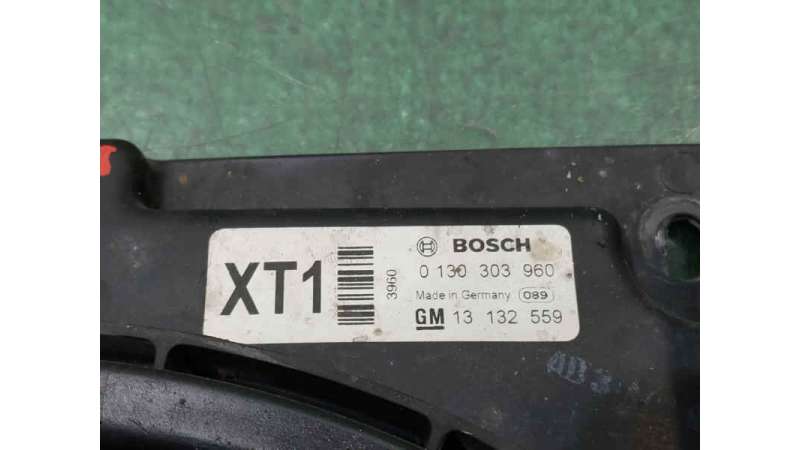 XT1
3960
BOSCH
0 130 303 960
Made in Germany 089
GM 13 132 559